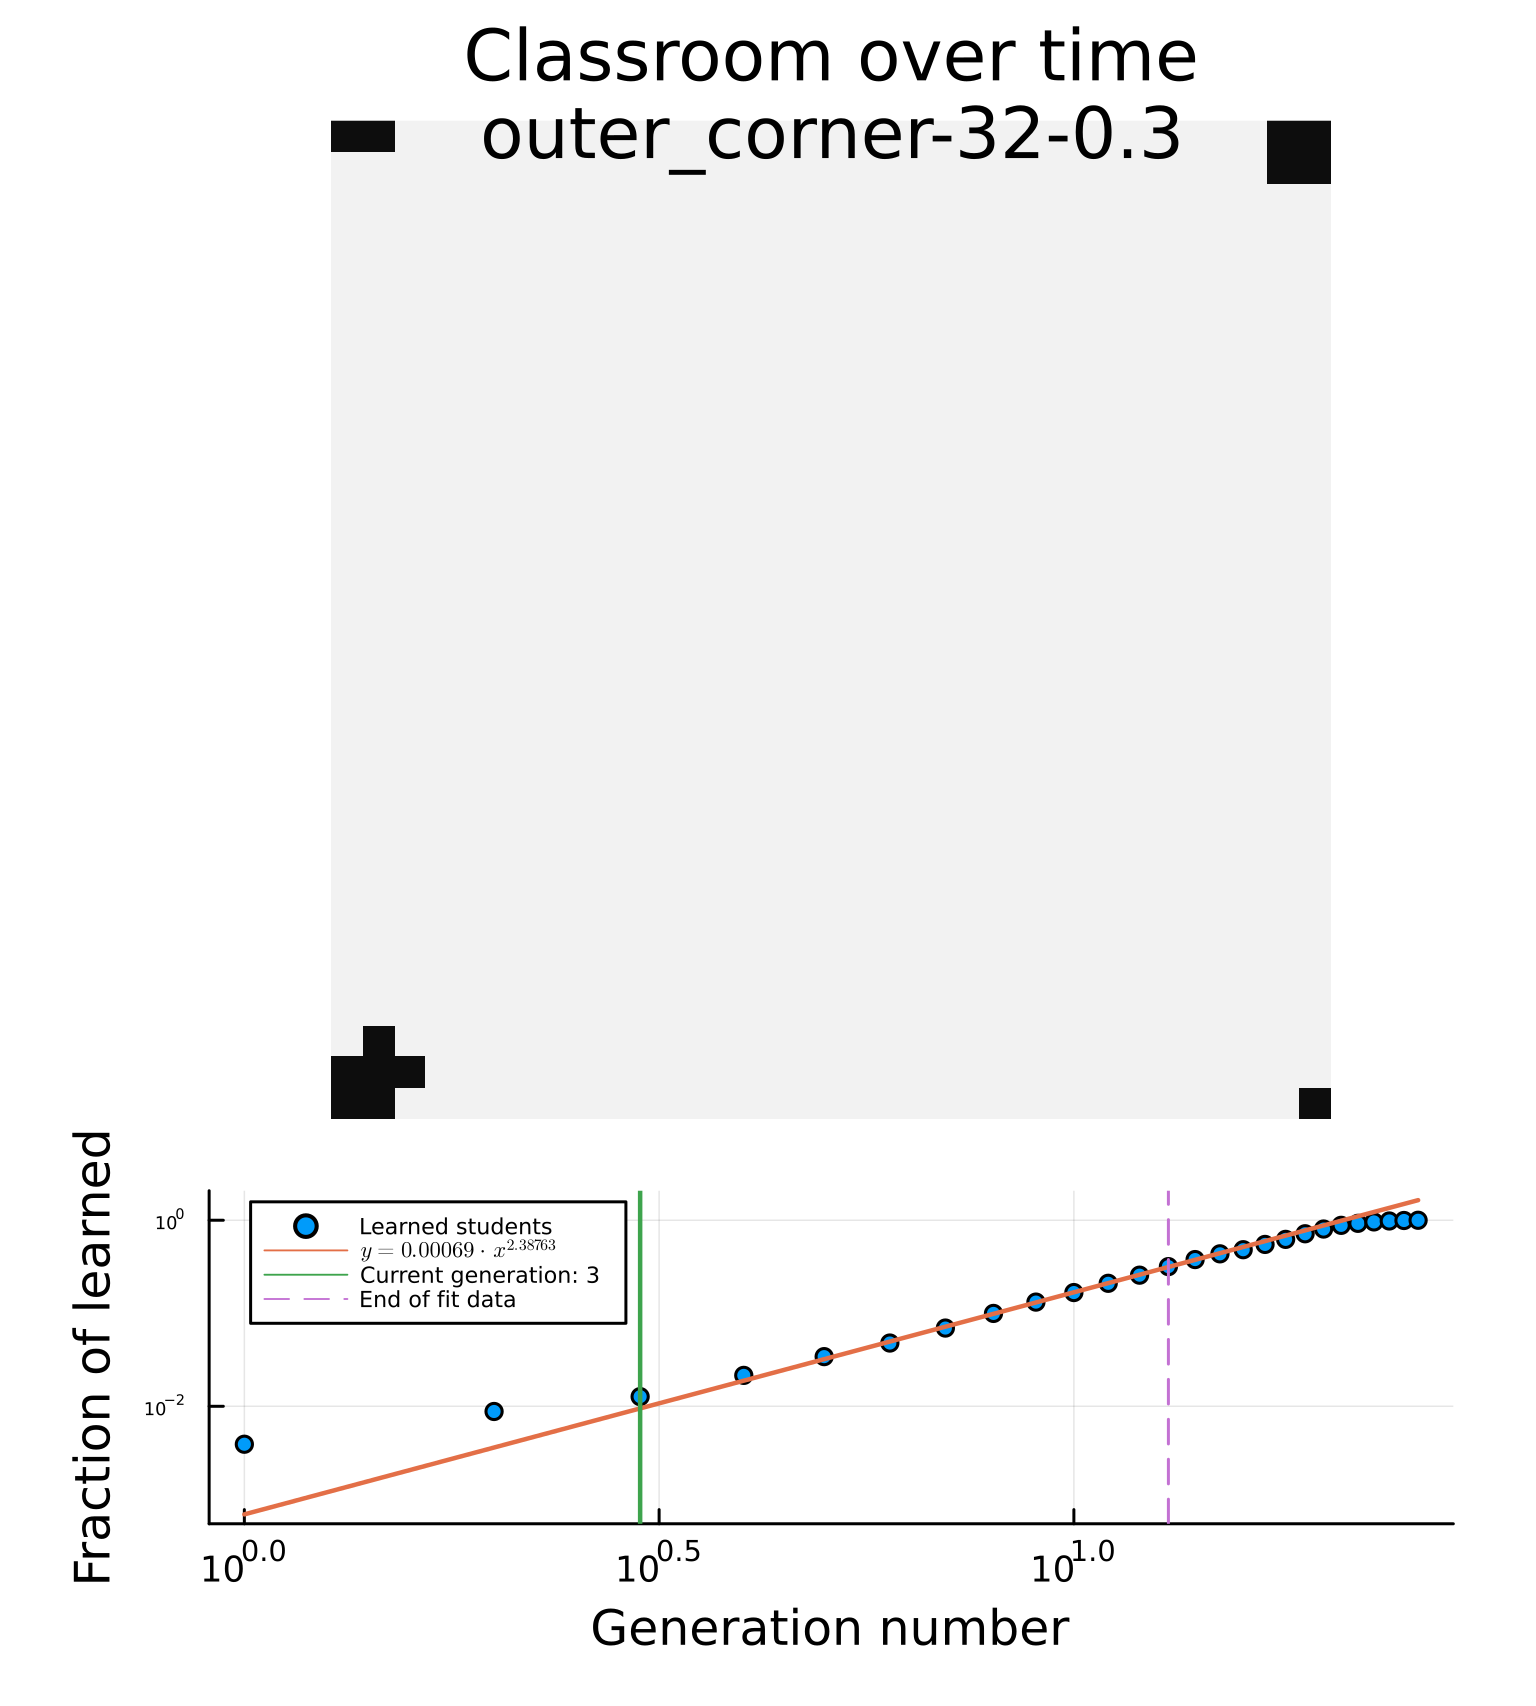 Classroom over time
outer_corner-32-0.3
Fraction of learned
10^0
10^-2
Learned students
y = 0.00069 · x^2.38763
Current generation: 3
End of fit data
10^0.0 10^0.5 10^1.0
Generation number